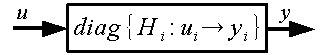 u diag{H_i : u_i → y_i} y